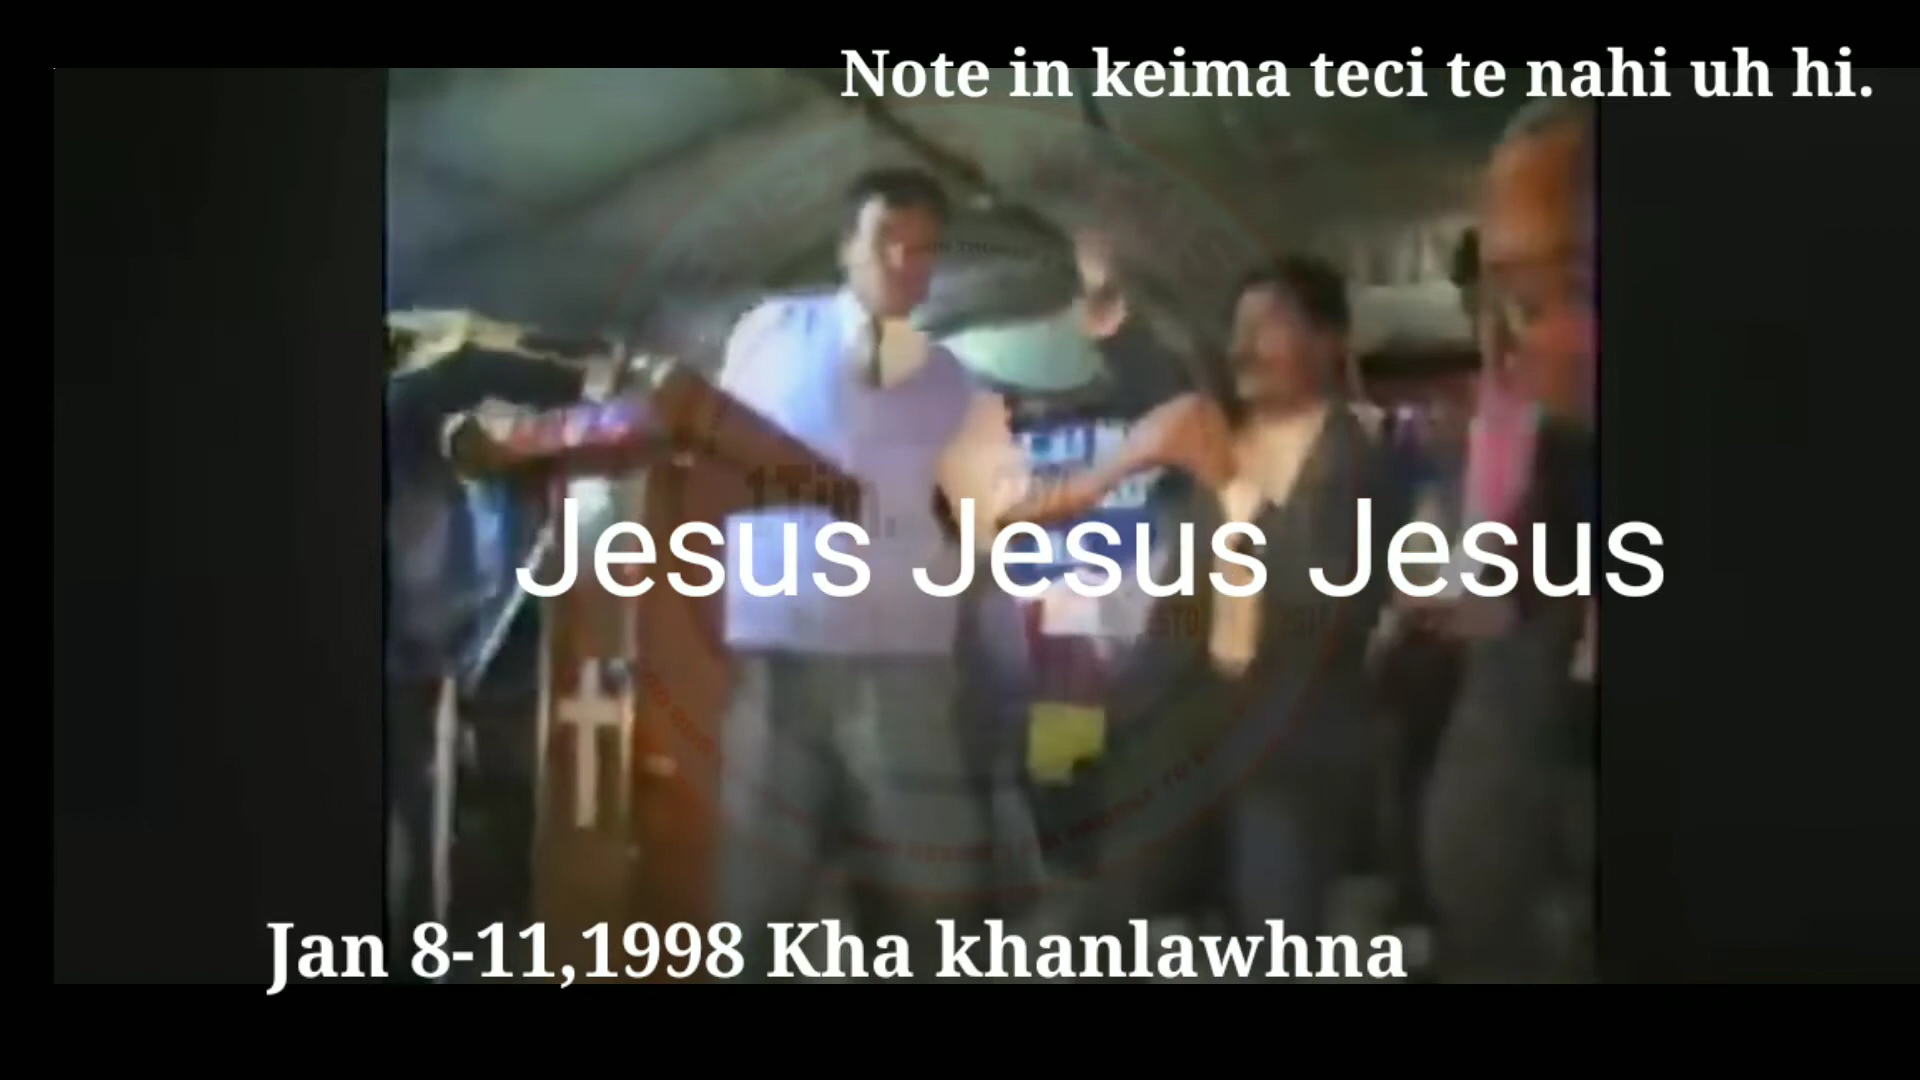 Note in keima teci te nahi uh hi.
Jesus Jesus Jesus
Jan 8-11,1998 Kha khanlawhna